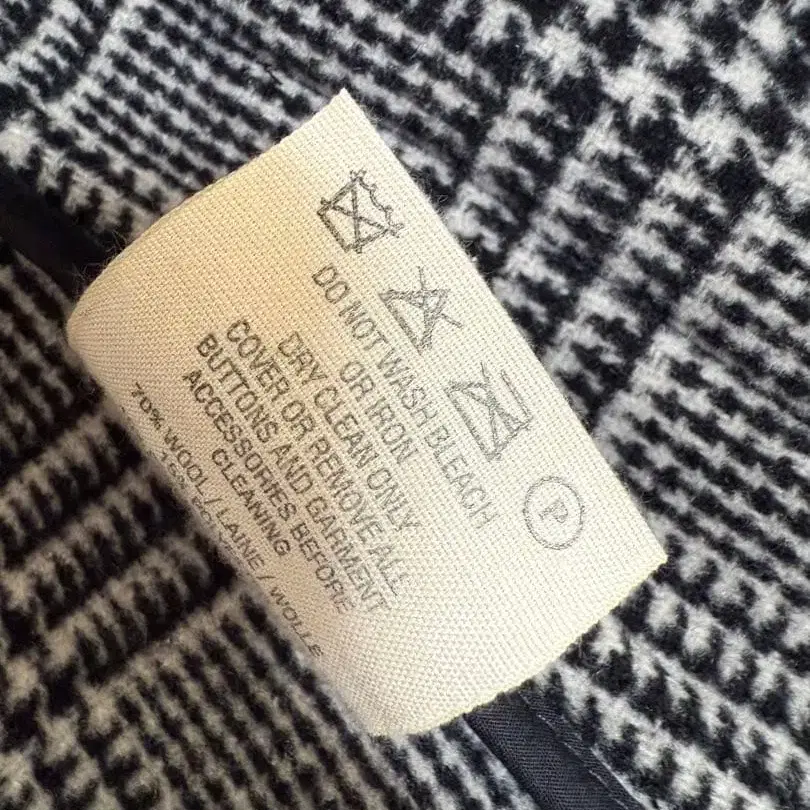 P
DO NOT WASH BLEACH
OR IRON
DRY CLEAN ONLY
COVER OR REMOVE ALL
BUTTONS AND GARMENT
ACCESSORIES BEFORE
CLEANING
70% WOOL / LAINE / WOLLE